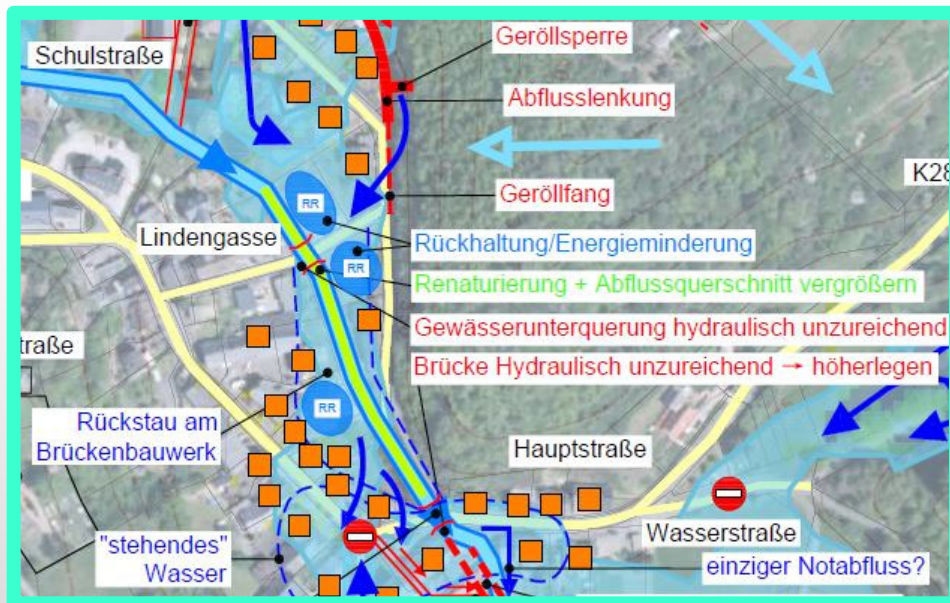 Schulstraße
Geröllsperre
Abflusslenkung
K28
Geröllfang
RR
Lindengasse
Rückhaltung/Energieminderung
RR
Renaturierung + Abflussquerschnitt vergrößern
Gewässerunterquerung hydraulisch unzureichend
traße
Brücke Hydraulisch unzureichend → höherlegen
RR
Rückstau am
Brückenbauwerk
Hauptstraße
Wasserstraße
"stehendes"
Wasser
einziger Notabfluss?